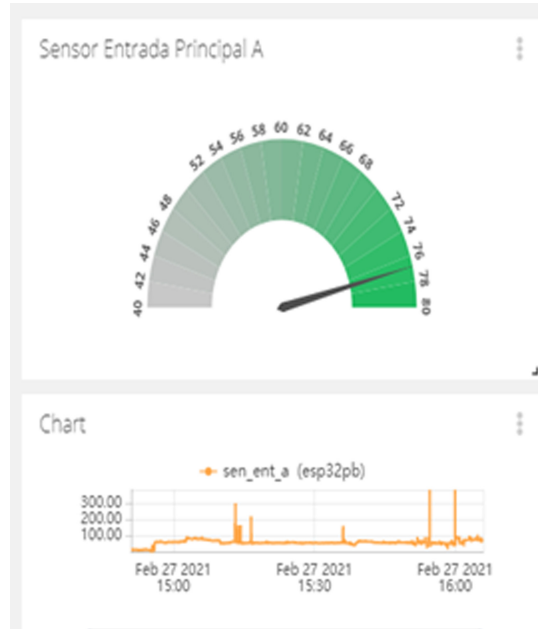 Sensor Entrada Principal A
40 42 44 46 48 52 54 56 58 60 62 64 66 68 72 74 76 78 80
Chart
sen_ent_a (esp32pb)
300.00
200.00
100.00
Feb 27 2021 Feb 27 2021 Feb 27 2021
15:00 15:30 16:00